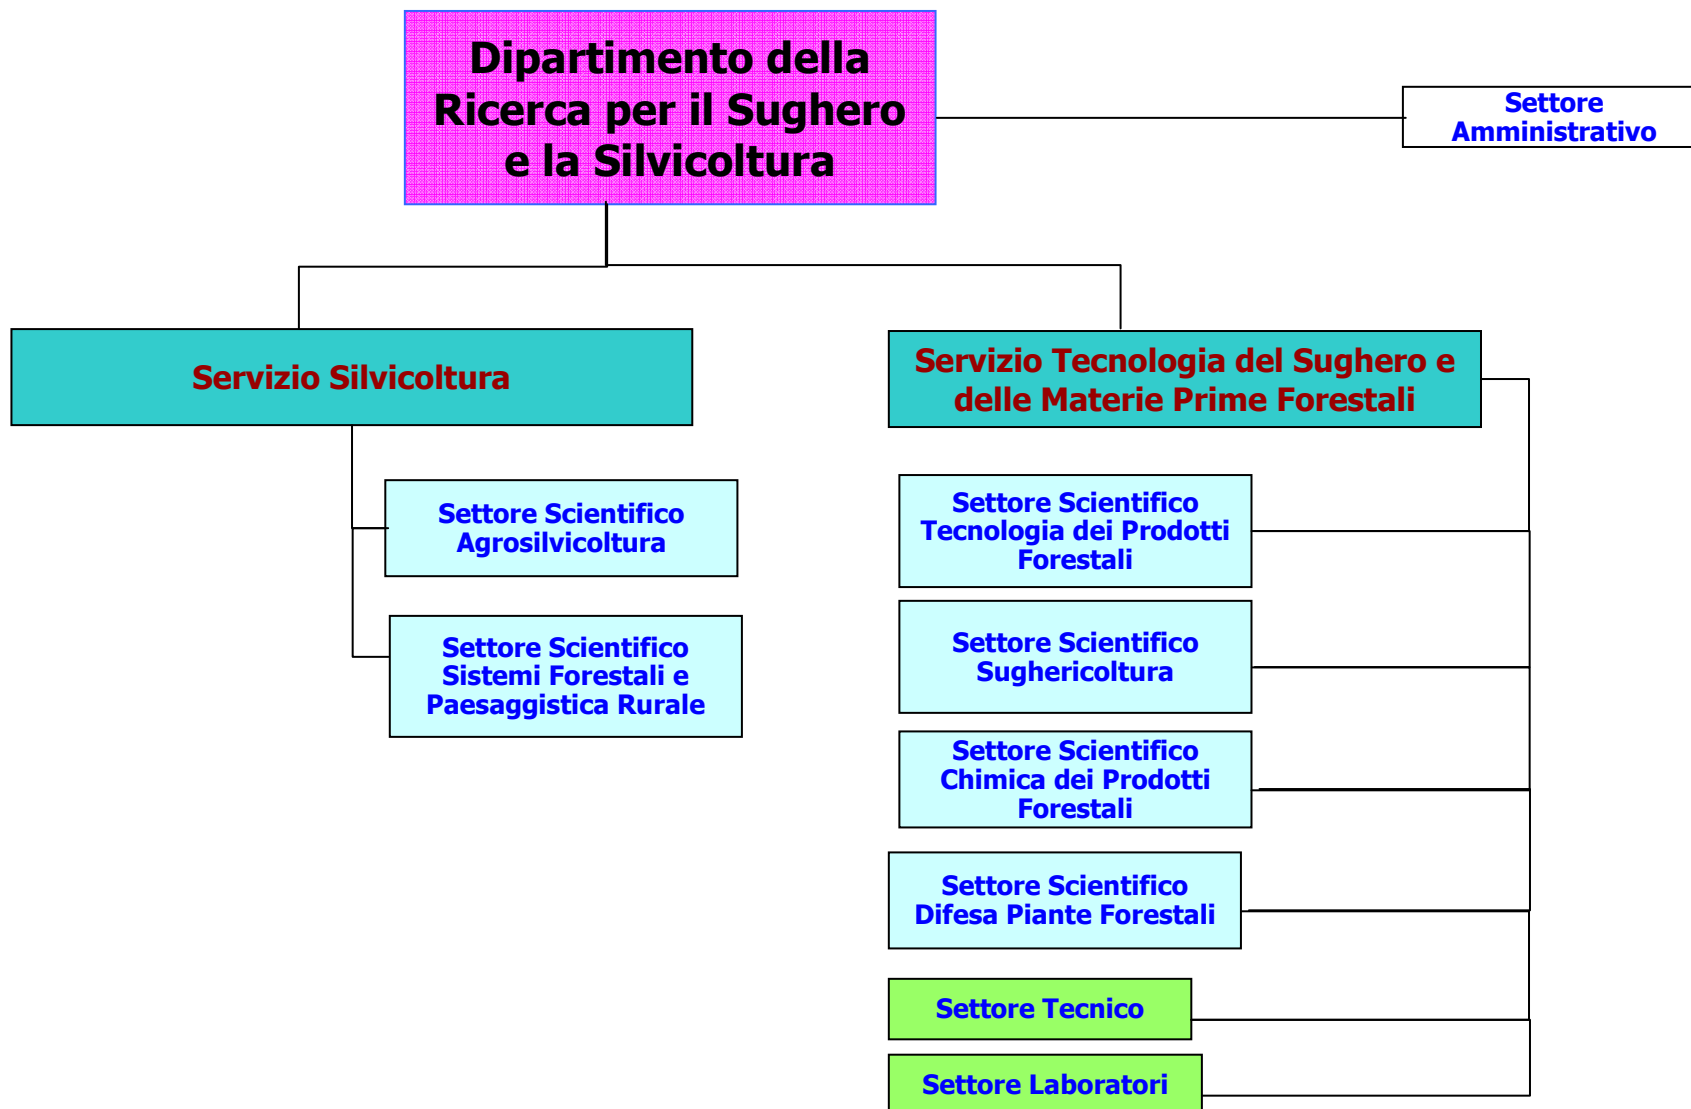 Dipartimento della
Ricerca per il Sughero
e la Silvicoltura
Settore
Amministrativo
Servizio Silvicoltura
Servizio Tecnologia del Sughero e
delle Materie Prime Forestali
Settore Scientifico
Agrosilvicoltura
Settore Scientifico
Sistemi Forestali e
Paesaggistica Rurale
Settore Scientifico
Tecnologia dei Prodotti
Forestali
Settore Scientifico
Sughericoltura
Settore Scientifico
Chimica dei Prodotti
Forestali
Settore Scientifico
Difesa Piante Forestali
Settore Tecnico
Settore Laboratori